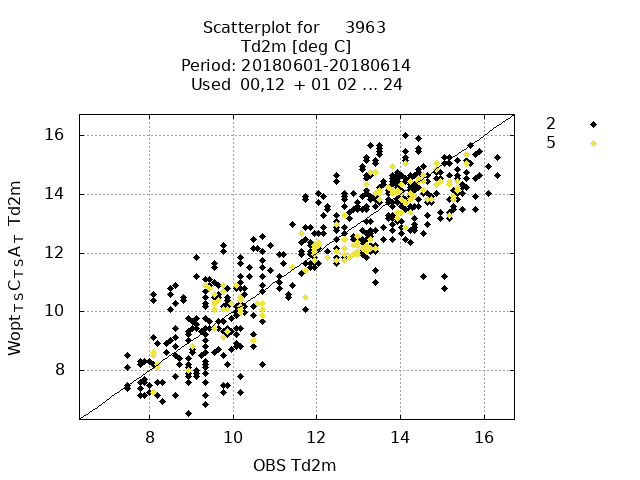 Scatterplot for 3963
Td2m [deg C]
Period: 20180601-20180614
Used 00,12 + 01 02 ... 24
2
5
16
14
12
10
8
Wopt_TS C_TS A_T Td2m
8 10 12 14 16
OBS Td2m